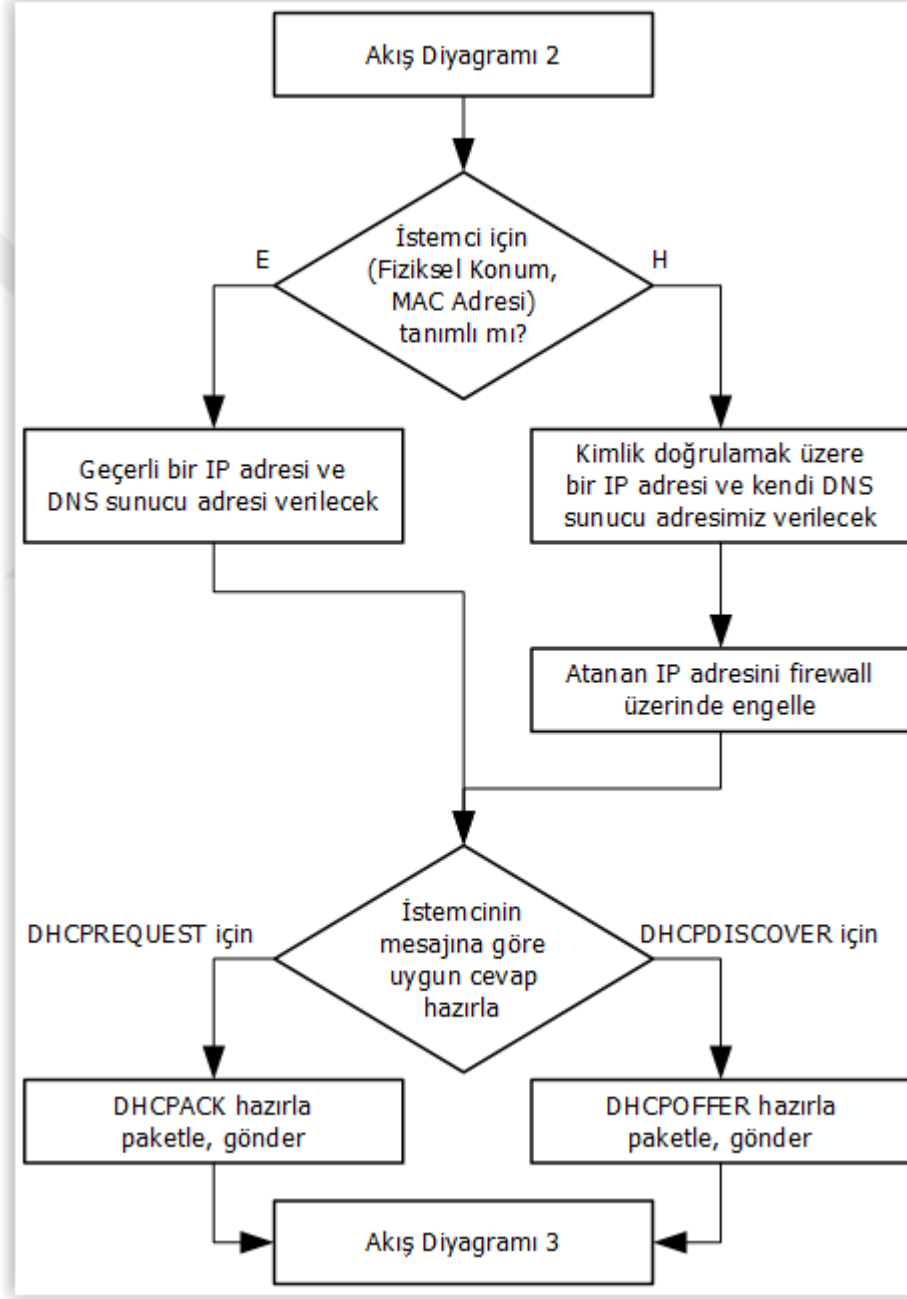 Akış Diyagramı 2
İstemci için
(Fiziksel Konum,
MAC Adresi)
tanımlı mı?
E
H
Geçerli bir IP adresi ve
DNS sunucu adresi verilecek
Kimlik doğrulamak üzere
bir IP adresi ve kendi DNS
sunucu adresimiz verilecek
Atanan IP adresini firewall
üzerinde engelle
İstemcinin
mesajına göre
uygun cevap
hazırla
DHCPREQUEST için
DHCPDISCOVER için
DHCPACK hazırla
paketle, gönder
DHCPOFFER hazırla
paketle, gönder
Akış Diyagramı 3